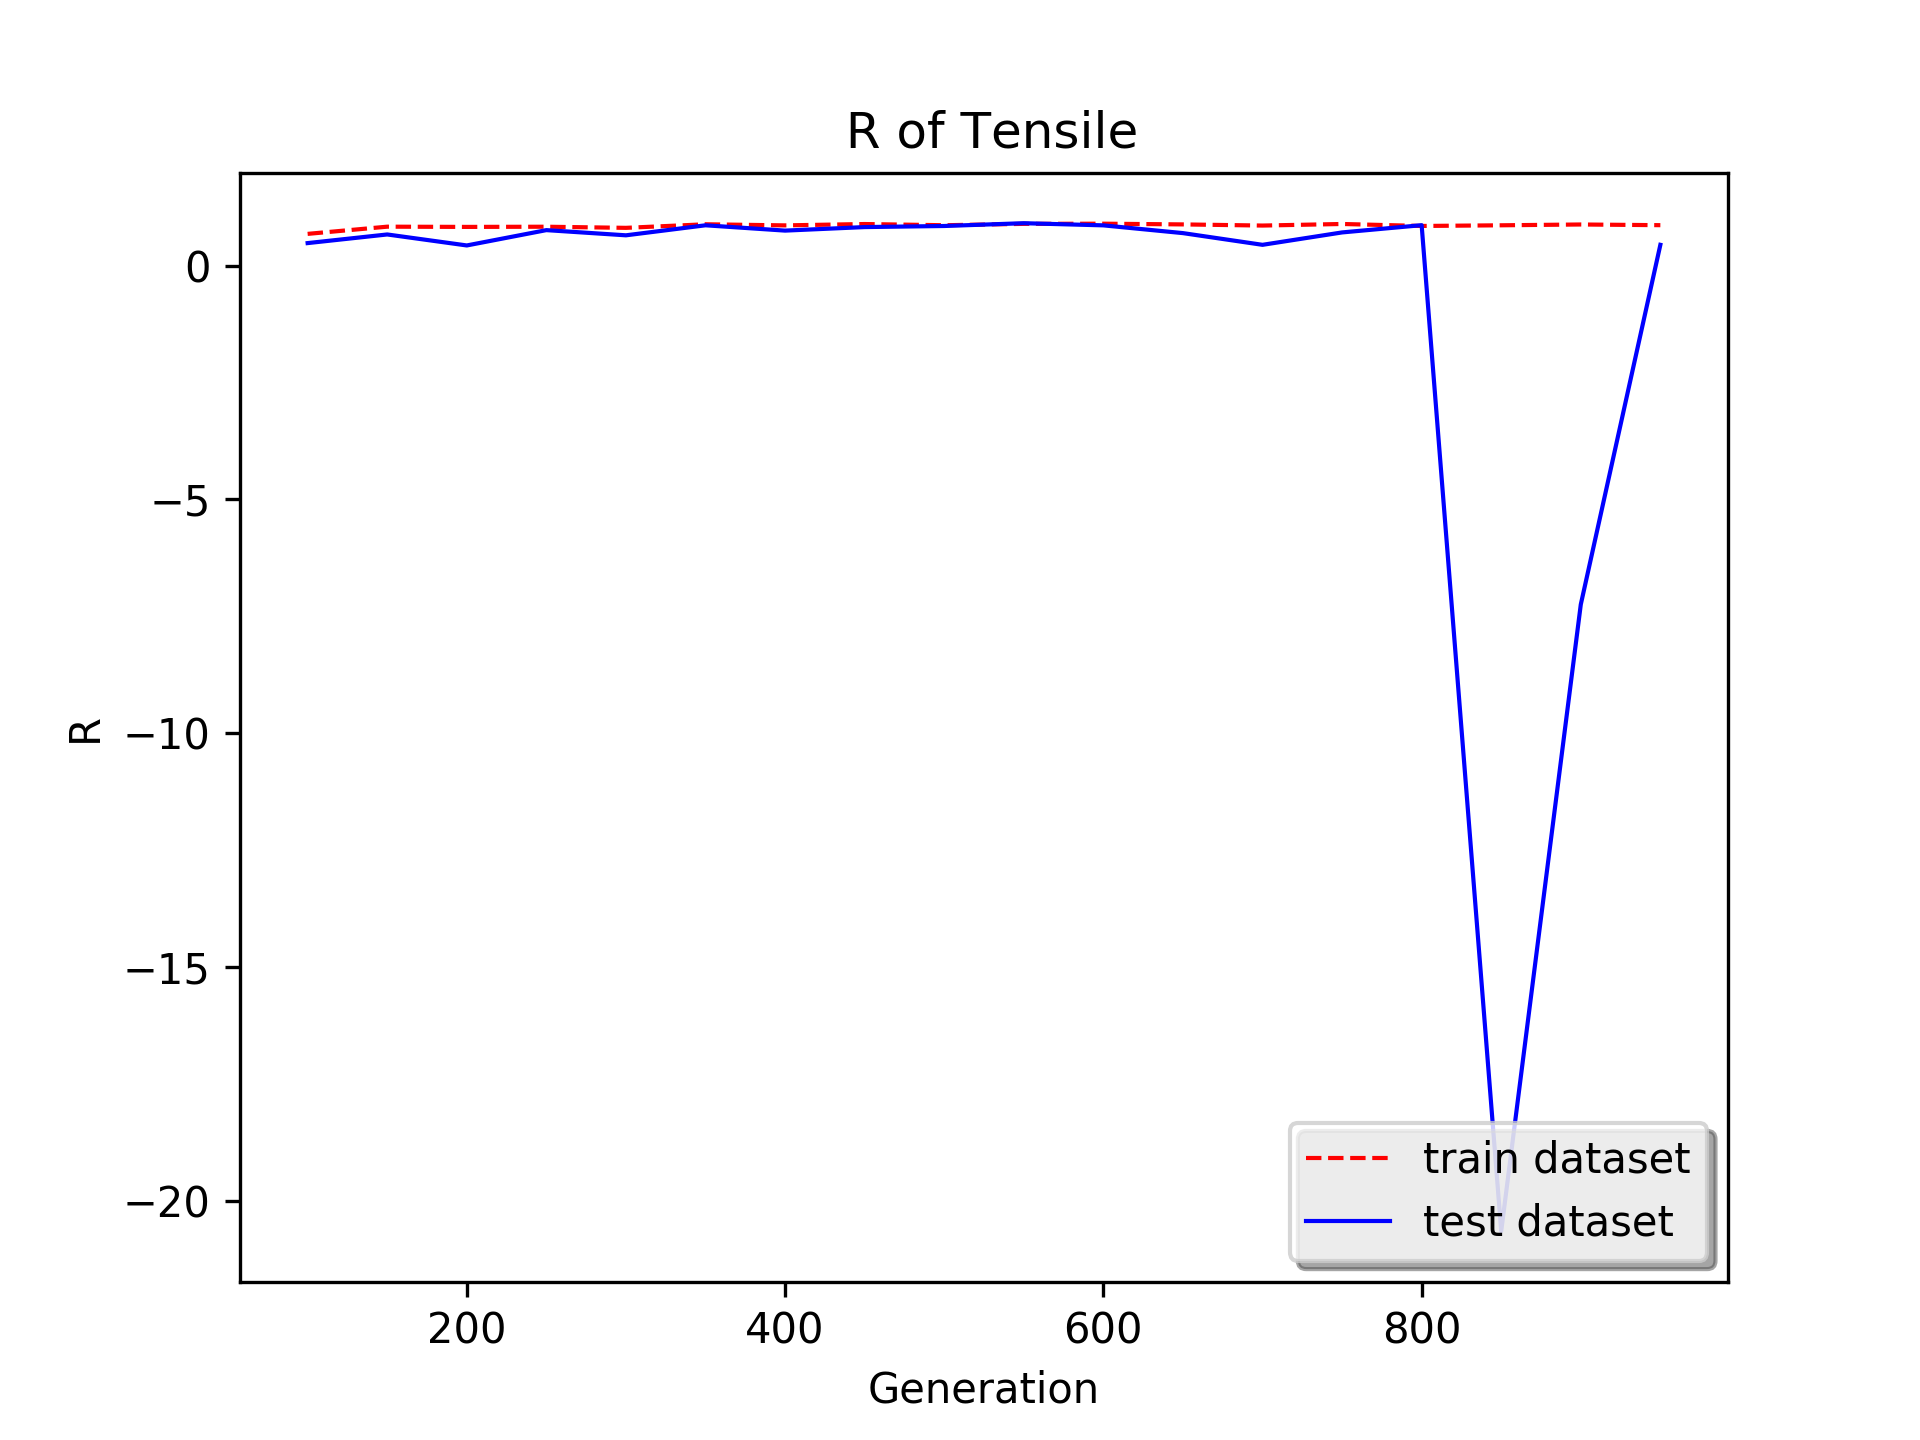 R of Tensile
0
−5
−10
−15
−20
R
train dataset
test dataset
200 400 600 800
Generation